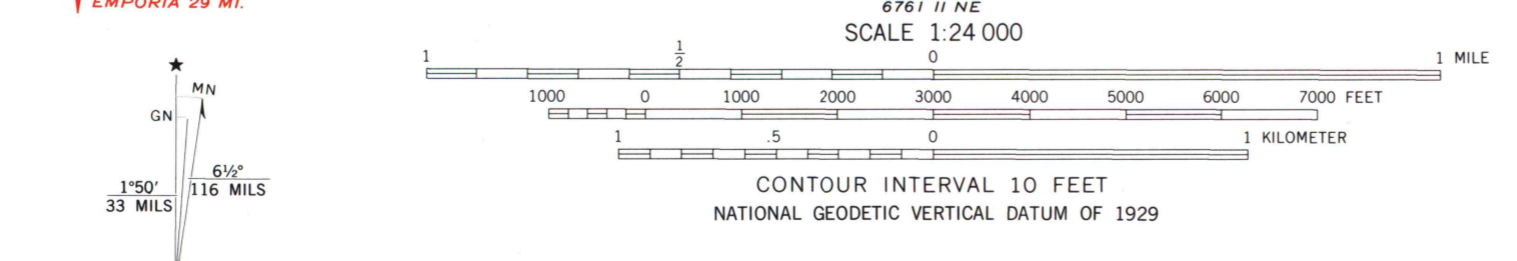 EMPORIA 29 MI.
6761 II NE
SCALE 1:24 000
1 1/2 0 1 MILE
1000 0 1000 2000 3000 4000 5000 6000 7000 FEET
1 .5 0 1 KILOMETER
CONTOUR INTERVAL 10 FEET
NATIONAL GEODETIC VERTICAL DATUM OF 1929
★
MN
GN
6½°
116 MILS
1°50′
33 MILS